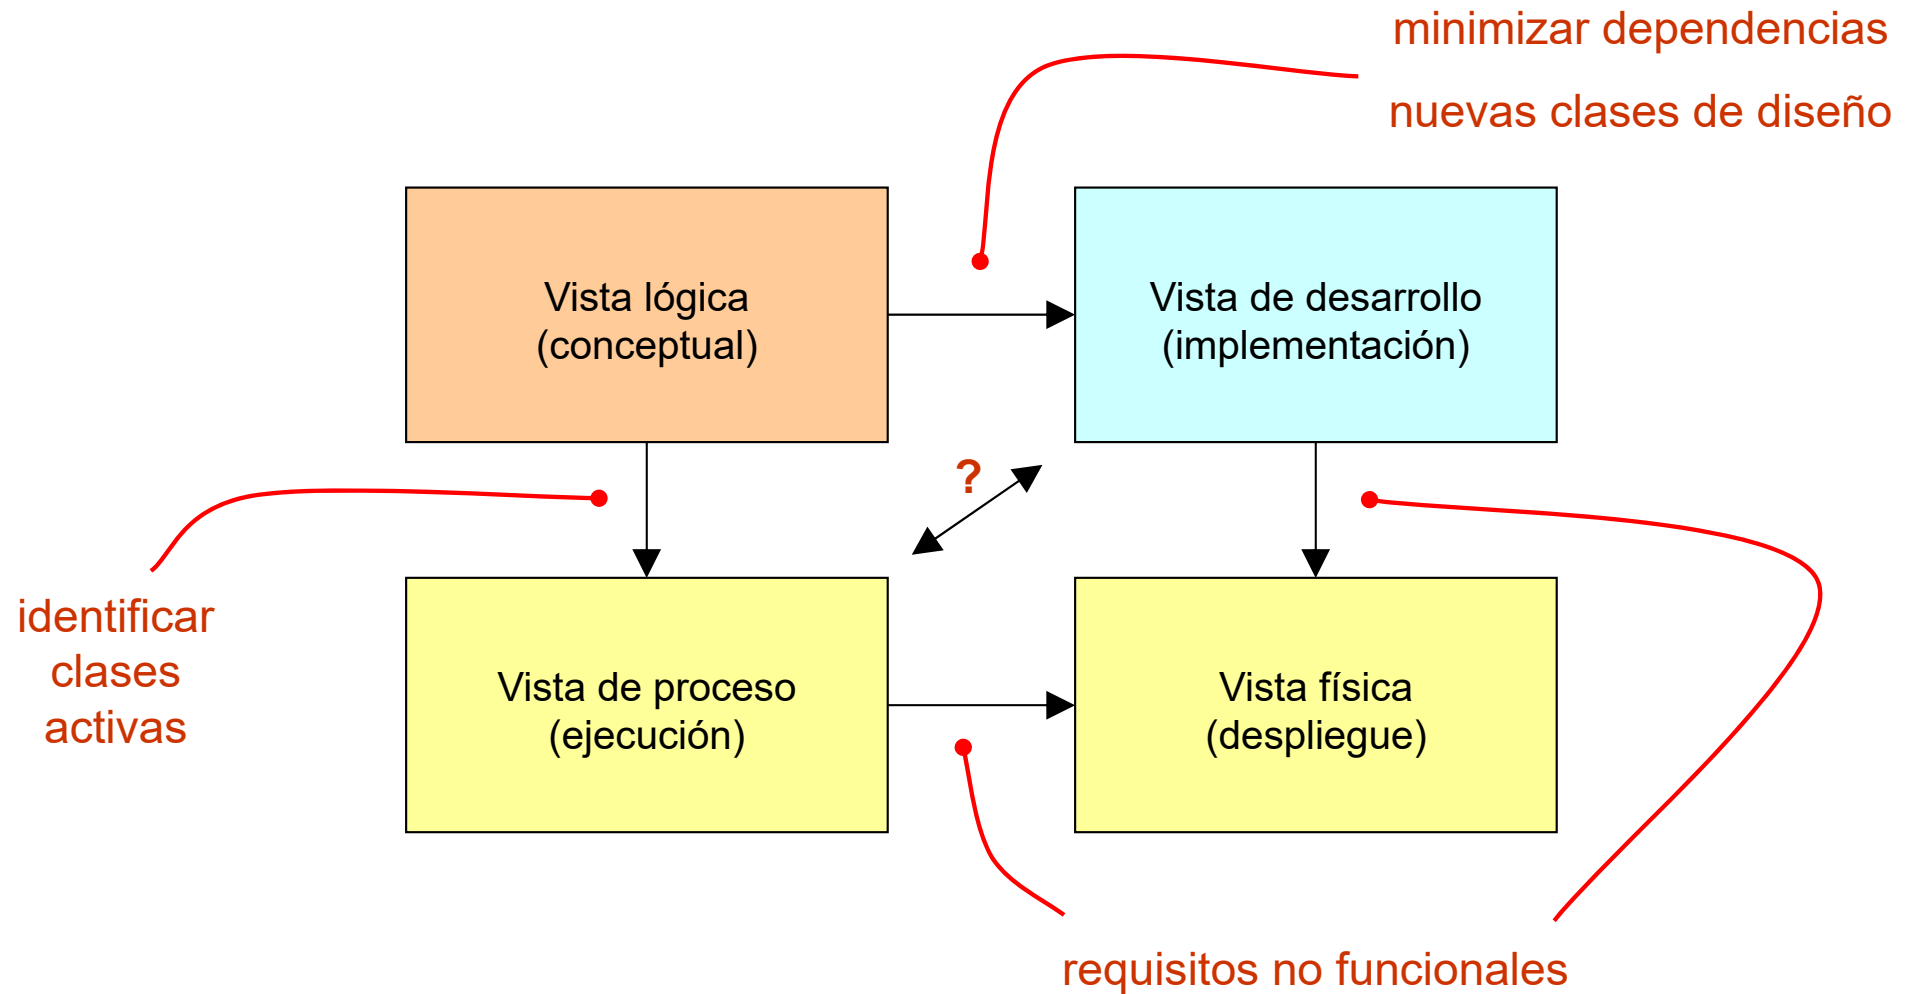 minimizar dependencias
nuevas clases de diseño
Vista lógica
(conceptual)
Vista de desarrollo
(implementación)
?
identificar
clases
activas
Vista de proceso
(ejecución)
Vista física
(despliegue)
requisitos no funcionales